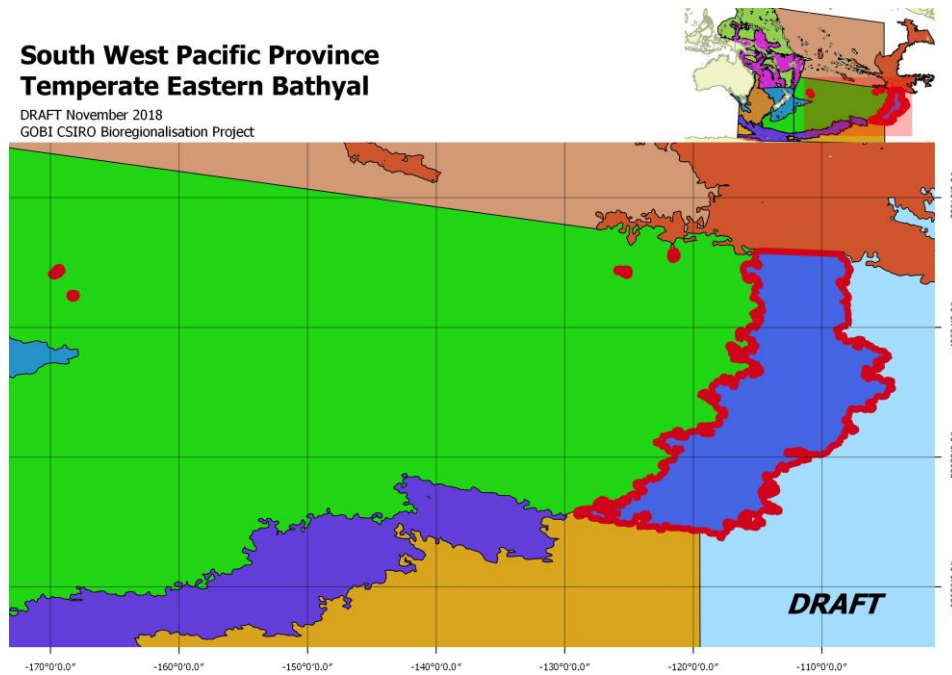 South West Pacific Province
Temperate Eastern Bathyal
DRAFT November 2018
GOBI CSIRO Bioregionalisation Project
DRAFT
-170°0'0.0"
-160°0'0.0"
-150°0'0.0"
-140°0'0.0"
-130°0'0.0"
-120°0'0.0"
-110°0'0.0"